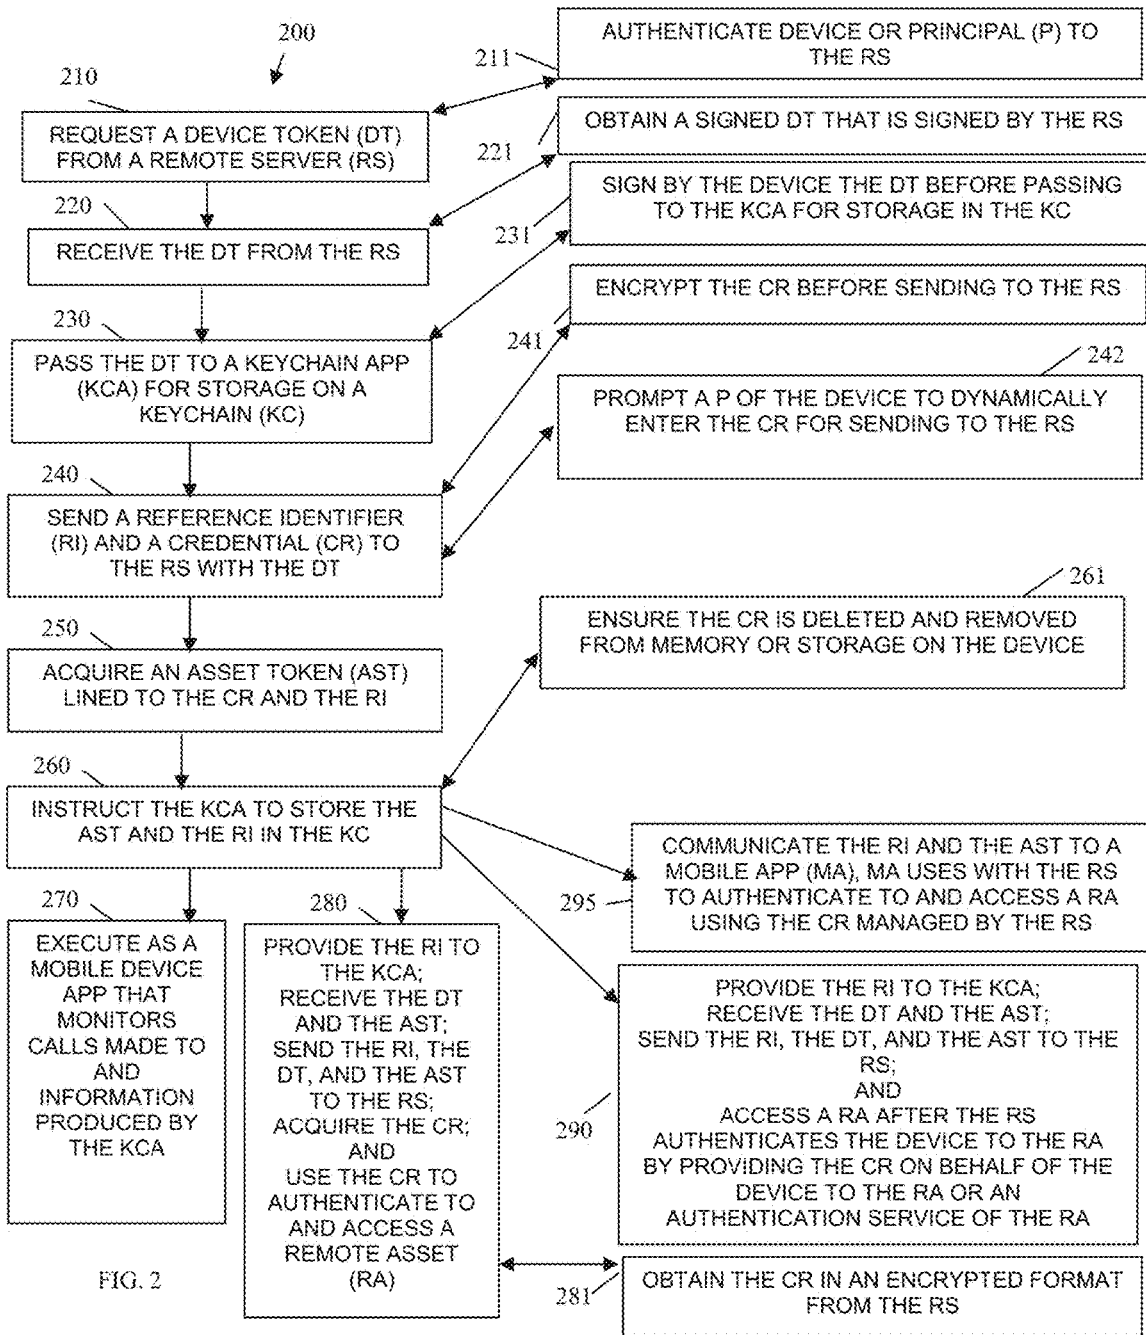 200
211
AUTHENTICATE DEVICE OR PRINCIPAL (P) TO
THE RS
210
REQUEST A DEVICE TOKEN (DT)
FROM A REMOTE SERVER (RS)
221
OBTAIN A SIGNED DT THAT IS SIGNED BY THE RS
220
RECEIVE THE DT FROM THE RS
231
SIGN BY THE DEVICE THE DT BEFORE PASSING
TO THE KCA FOR STORAGE IN THE KC
230
PASS THE DT TO A KEYCHAIN APP
(KCA) FOR STORAGE ON A
KEYCHAIN (KC)
241
ENCRYPT THE CR BEFORE SENDING TO THE RS
242
PROMPT A P OF THE DEVICE TO DYNAMICALLY
ENTER THE CR FOR SENDING TO THE RS
240
SEND A REFERENCE IDENTIFIER
(RI) AND A CREDENTIAL (CR) TO
THE RS WITH THE DT
250
ACQUIRE AN ASSET TOKEN (AST)
LINED TO THE CR AND THE RI
261
ENSURE THE CR IS DELETED AND REMOVED
FROM MEMORY OR STORAGE ON THE DEVICE
260
INSTRUCT THE KCA TO STORE THE
AST AND THE RI IN THE KC
270
EXECUTE AS A
MOBILE DEVICE
APP THAT
MONITORS
CALLS MADE TO
AND
INFORMATION
PRODUCED BY
THE KCA
280
PROVIDE THE RI TO
THE KCA;
RECEIVE THE DT
AND THE AST;
SEND THE RI, THE
DT, AND THE AST
TO THE RS;
ACQUIRE THE CR;
AND
USE THE CR TO
AUTHENTICATE TO
AND ACCESS A
REMOTE ASSET
(RA)
295
COMMUNICATE THE RI AND THE AST TO A
MOBILE APP (MA), MA USES WITH THE RS
TO AUTHENTICATE TO AND ACCESS A RA
USING THE CR MANAGED BY THE RS
290
PROVIDE THE RI TO THE KCA;
RECEIVE THE DT AND THE AST;
SEND THE RI, THE DT, AND THE AST TO THE
RS;
AND
ACCESS A RA AFTER THE RS
AUTHENTICATES THE DEVICE TO THE RA
BY PROVIDING THE CR ON BEHALF OF THE
DEVICE TO THE RA OR AN
AUTHENTICATION SERVICE OF THE RA
281
OBTAIN THE CR IN AN ENCRYPTED FORMAT
FROM THE RS
FIG. 2